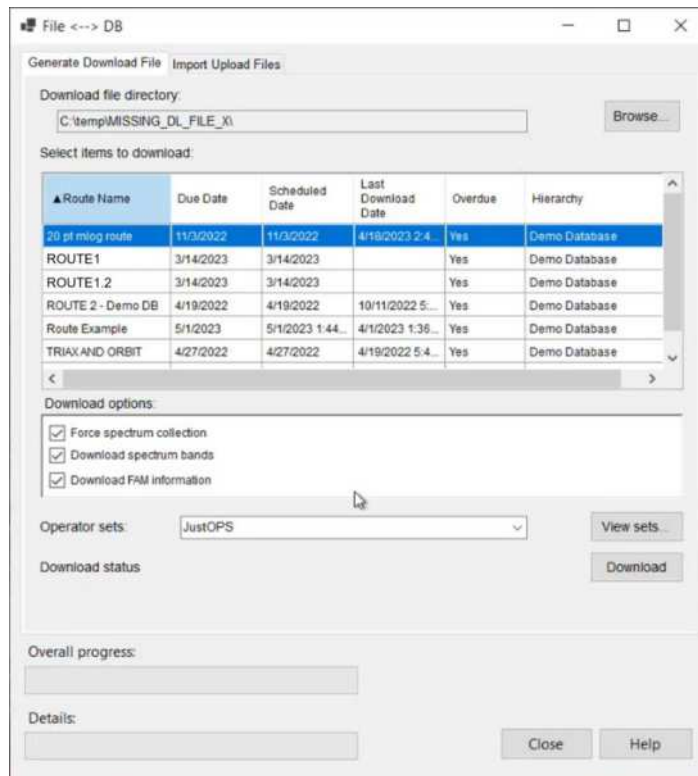 File <--> DB
Generate Download File Import Upload Files
Download file directory:
C:\temp\MISSING_DL_FILE_X\ Browse...
Select items to download:
▲Route Name Due Date Scheduled Date Last Download Date Overdue Hierarchy
20 pt mlog route 11/3/2022 11/3/2022 4/18/2023 2:4... Yes Demo Database
ROUTE1 3/14/2023 3/14/2023 Yes Demo Database
ROUTE1.2 3/14/2023 3/14/2023 Yes Demo Database
ROUTE 2 - Demo DB 4/19/2022 4/19/2022 10/11/2022 5:... Yes Demo Database
Route Example 5/1/2023 5/1/2023 1:44... 4/1/2023 1:36... Yes Demo Database
TRIAX AND ORBIT 4/27/2022 4/27/2022 4/19/2022 5:4... Yes Demo Database
Download options:
Force spectrum collection
Download spectrum bands
Download FAM information
Operator sets: JustOPS View sets...
Download status Download
Overall progress:
Details:
Close Help